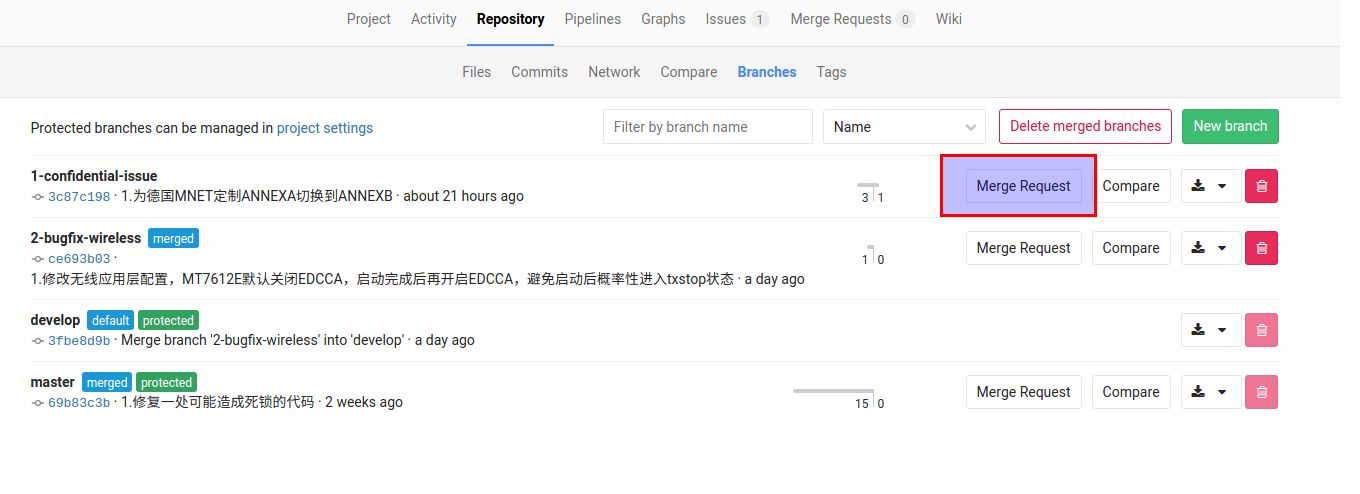 Project Activity Repository Pipelines Graphs Issues 1 Merge Requests 0 Wiki
Files Commits Network Compare Branches Tags
Protected branches can be managed in project settings Filter by branch name Name Delete merged branches New branch
1-confidential-issue
3c87c198 · 1.为德国MNET定制ANNEXA切换到ANNEXB · about 21 hours ago 3 1 Merge Request Compare
2-bugfix-wireless merged
ce693b03 · 1 0 Merge Request Compare
1.修改无线应用层配置，MT7612E默认关闭EDCCA，启动完成后再开启EDCCA，避免启动后概率性进入txstop状态 · a day ago
develop default protected
3fbe8d9b · Merge branch '2-bugfix-wireless' into 'develop' · a day ago
master merged protected
69b83c3b · 1.修复一处可能造成死锁的代码 · 2 weeks ago 15 0 Merge Request Compare